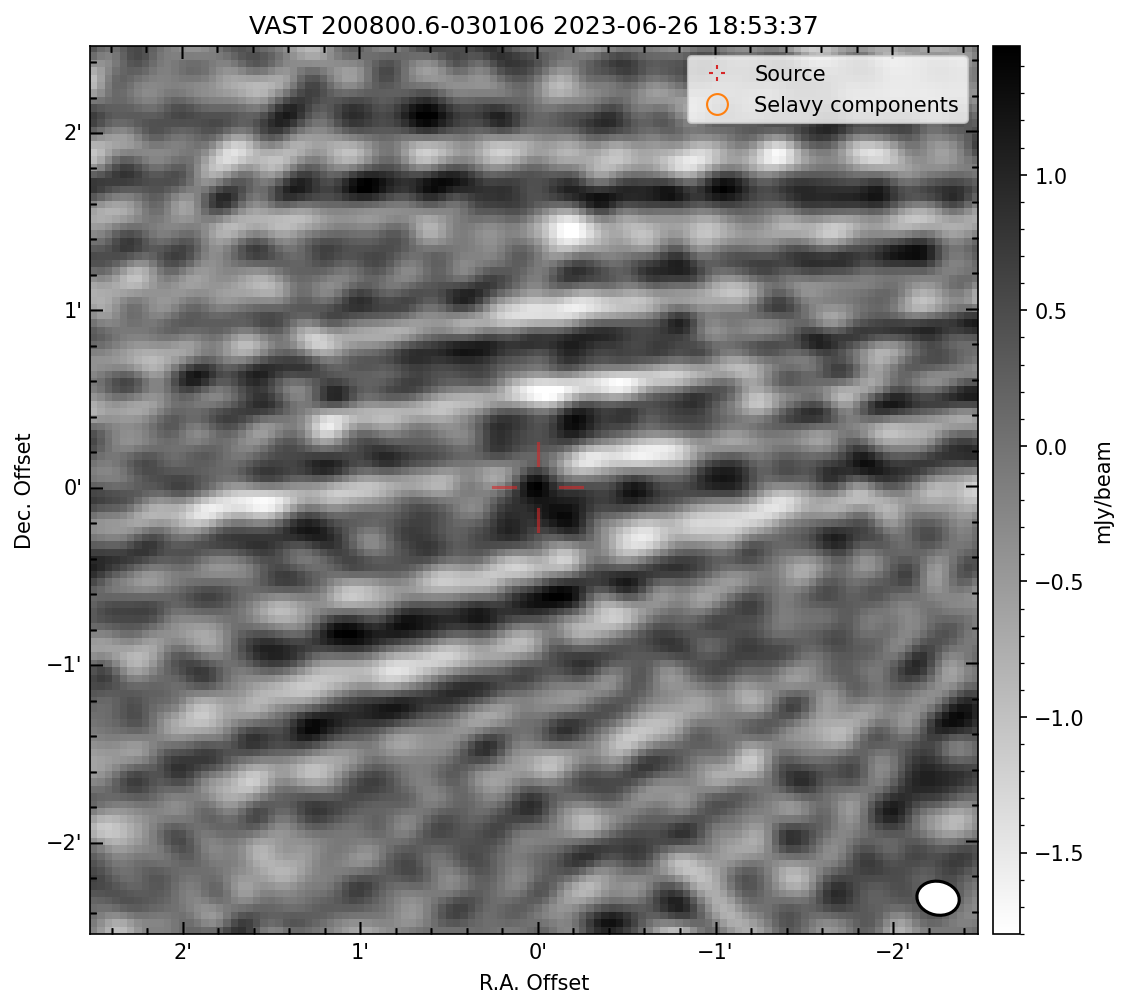 VAST 200800.6-030106 2023-06-26 18:53:37
Source
Selavy components
2'
1'
0'
−1'
−2'
Dec. Offset
2'
1'
0'
−1'
−2'
R.A. Offset
1.0
0.5
0.0
−0.5
−1.0
−1.5
mJy/beam